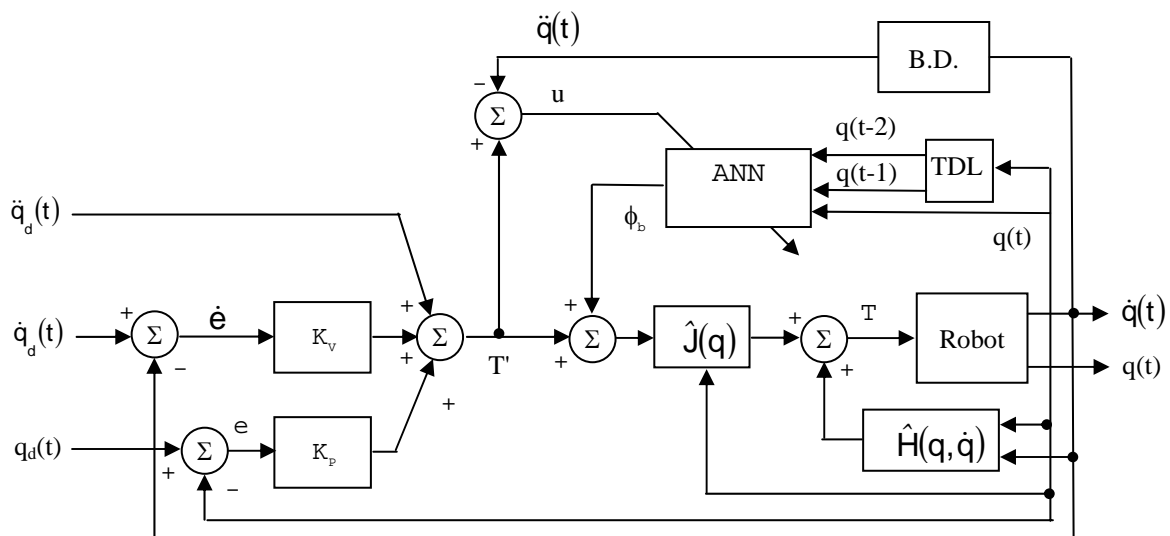 q̈(t)
B.D.
−
Σ
u
+
q(t-2)
ANN
TDL
q(t-1)
q̈d(t)
ϕb
q(t)
+
q̇d(t)
+
Σ
ė
Kv
+
Σ
+
T'
+
Σ
+
Ĵ(q)
+
Σ
T
+
Robot
q̇(t)
q(t)
−
+
qd(t)
Σ
e
Kp
+
−
Ĥ(q, q̇)